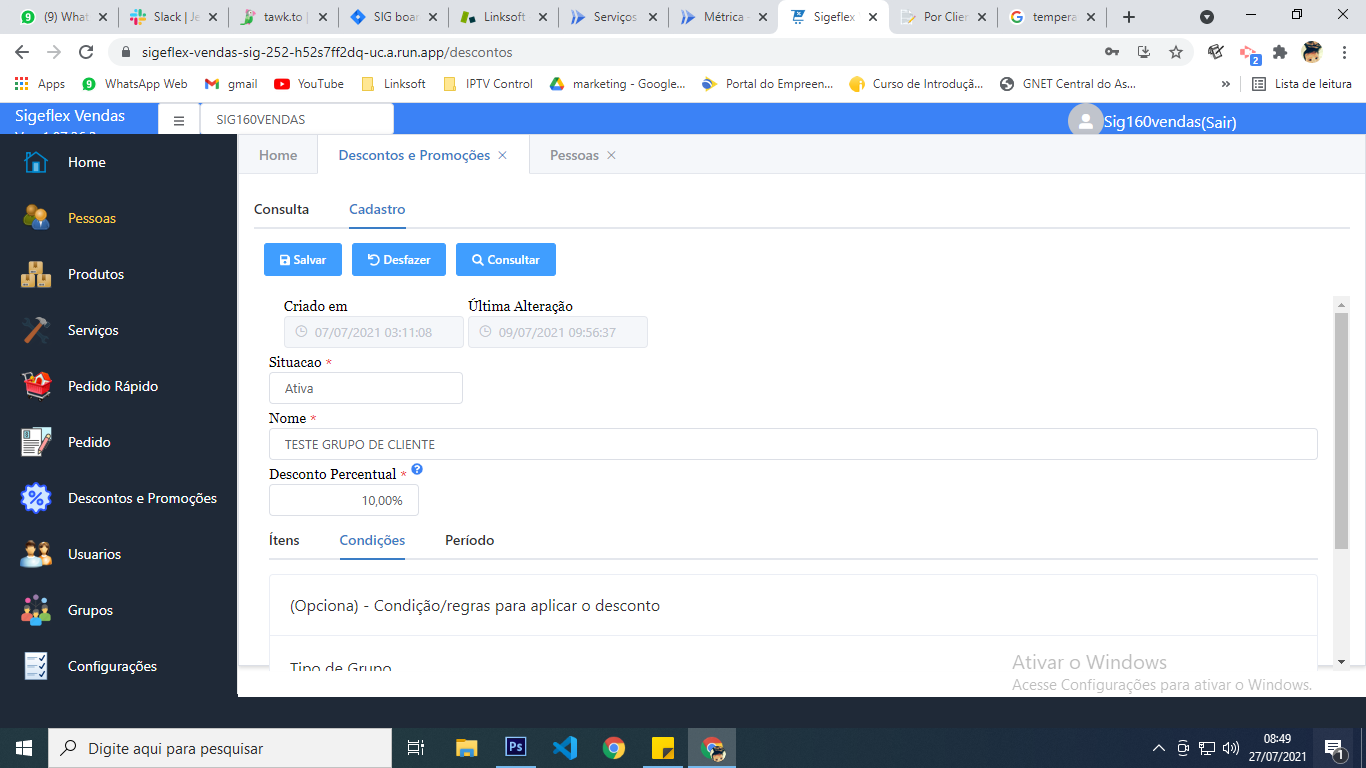 (9) What
Slack | Je
tawk.to |
SIG boar
Linksoft
Serviços
Métrica
Sigeflex
Por Clier
tempera
sigeflex-vendas-sig-252-h52s7ff2dq-uc.a.run.app/descontos
2
Apps
9 WhatsApp Web
gmail
YouTube
Linksoft
IPTV Control
marketing - Google...
Portal do Empreen...
Curso de Introduçã...
GNET Central do As...
»
Lista de leitura
Sigeflex Vendas
SIG160VENDAS
Sig160vendas(Sair)
Home
Pessoas
Produtos
Serviços
Pedido Rápido
Pedido
Descontos e Promoções
Usuarios
Grupos
Configurações
Home
Descontos e Promoções
Pessoas
Consulta
Cadastro
Salvar
Desfazer
Consultar
Criado em
Última Alteração
07/07/2021 03:11:08
09/07/2021 09:56:37
Situacao *
Ativa
Nome *
TESTE GRUPO DE CLIENTE
Desconto Percentual * ?
10,00%
Ítens
Condições
Período
(Opciona) - Condição/regras para aplicar o desconto
Tipo de Grupo
Ativar o Windows
Acesse Configurações para ativar o Windows.
Digite aqui para pesquisar
Ps
08:49
27/07/2021
1